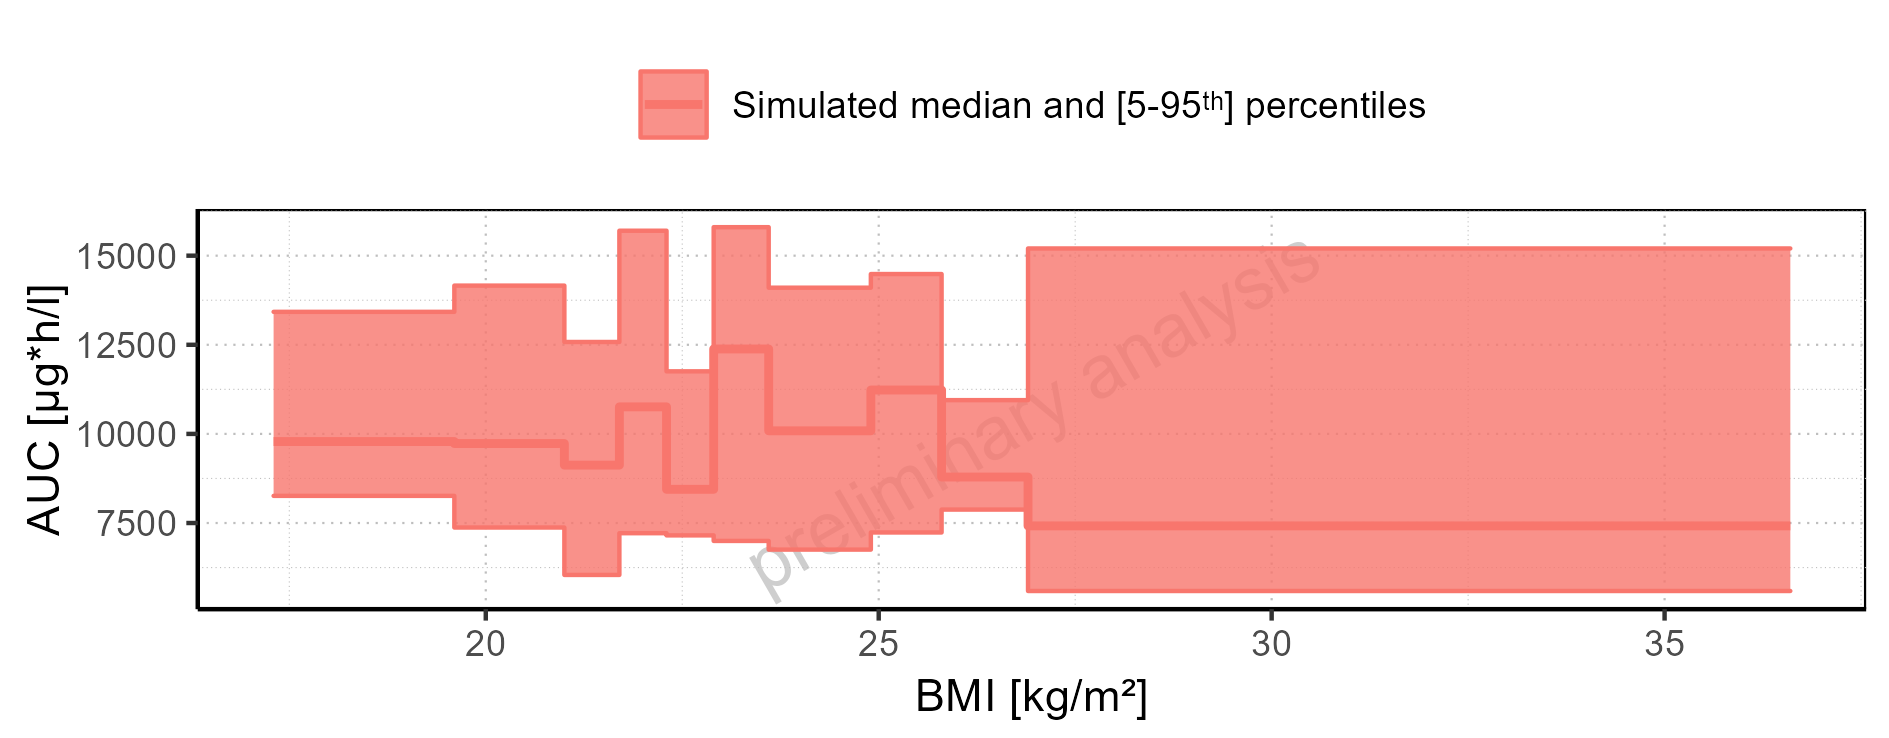 Simulated median and [5-95ᵗʰ] percentiles
AUC [µg*h/l]
15000
12500
10000
7500
preliminary analysis
20 25 30 35
BMI [kg/m²]